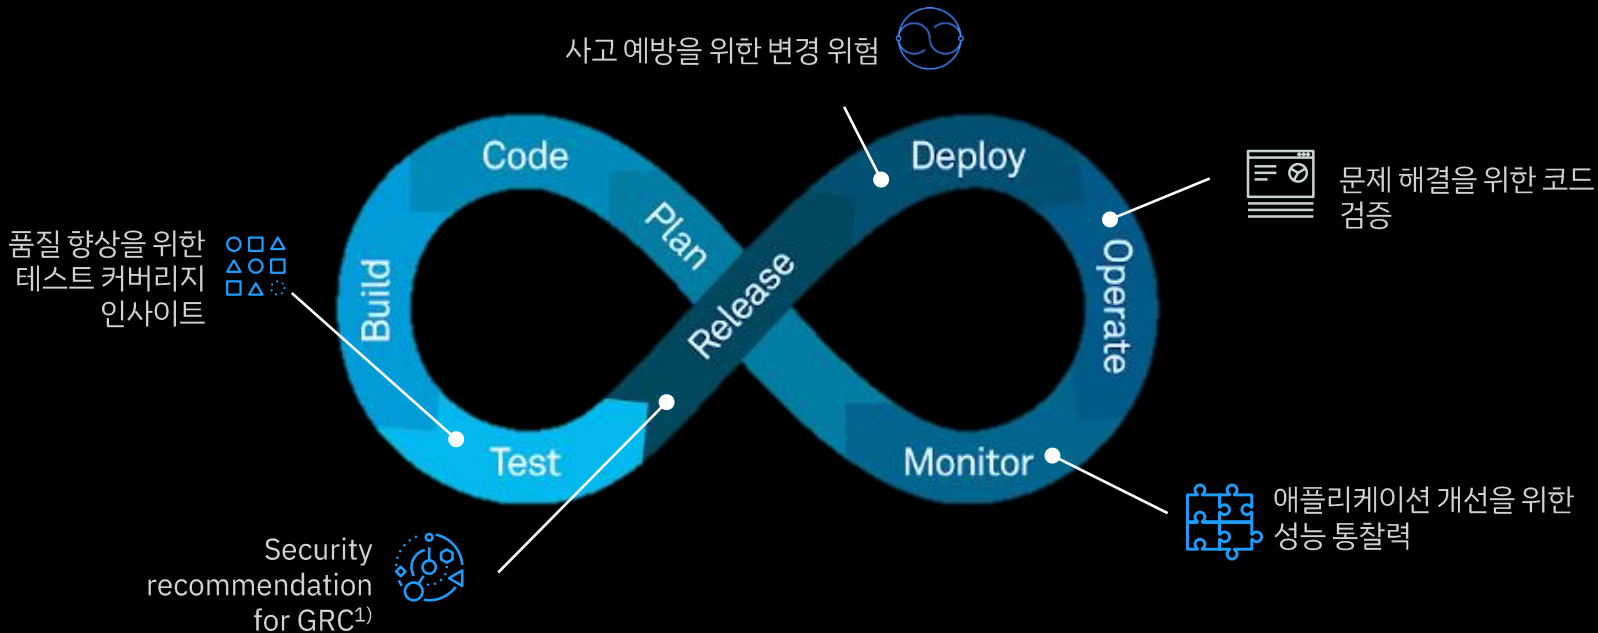 사고 예방을 위한 변경 위험
Code
Deploy
Plan
Release
Build
Operate
Test
Monitor
문제 해결을 위한 코드
검증
품질 향상을 위한
테스트 커버리지
인사이트
애플리케이션 개선을 위한
성능 통찰력
Security
recommendation
for GRC1)